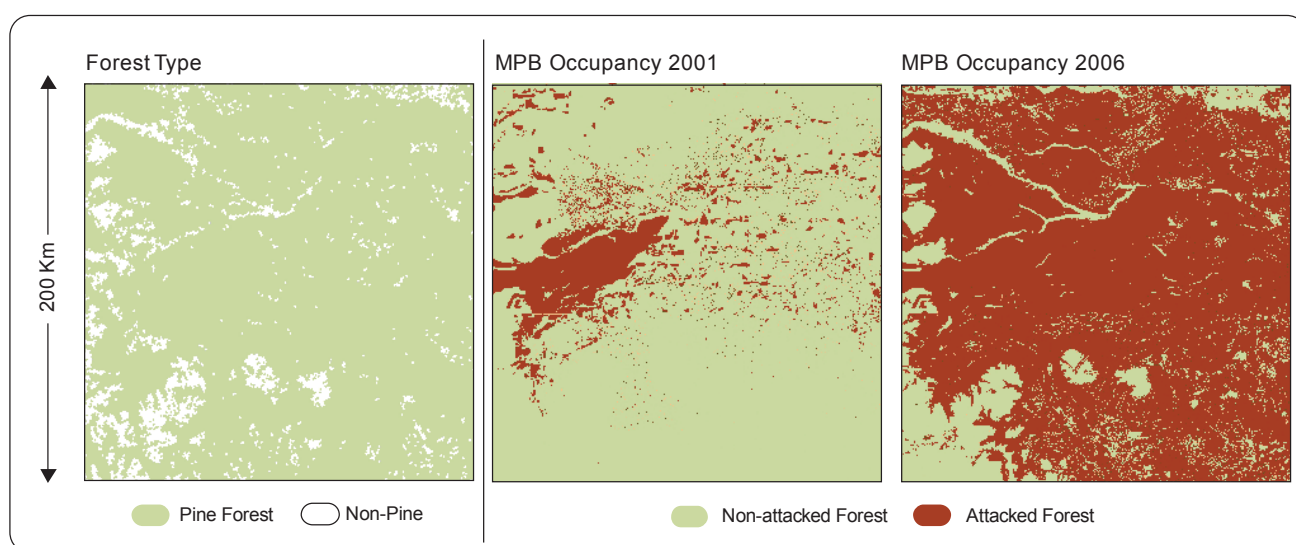 Forest Type
MPB Occupancy 2001
MPB Occupancy 2006
200 Km
Pine Forest
Non-Pine
Non-attacked Forest
Attacked Forest